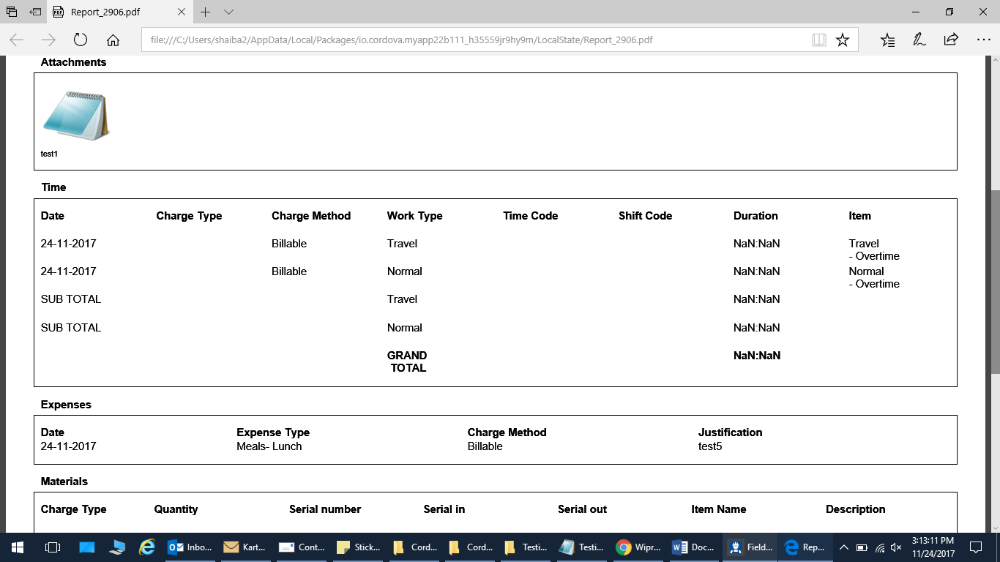 Report_2906.pdf
file:///C:/Users/shaiba2/AppData/Local/Packages/io.cordova.myapp22b111_h35559jr9hy9m/LocalState/Report_2906.pdf
Attachments
test1
Time
Date Charge Type Charge Method Work Type Time Code Shift Code Duration Item
24-11-2017 Billable Travel NaN:NaN Travel
- Overtime
24-11-2017 Billable Normal NaN:NaN Normal
- Overtime
SUB TOTAL Travel NaN:NaN
SUB TOTAL Normal NaN:NaN
GRAND NaN:NaN
TOTAL
Expenses
Date Expense Type Charge Method Justification
24-11-2017 Meals- Lunch Billable test5
Materials
Charge Type Quantity Serial number Serial in Serial out Item Name Description
Inbo... Kart... Cont... Stick... Cord... Cord... Testi... Testi... Wipr... Doc... Field... Rep... 3:13:11 PM
11/24/2017